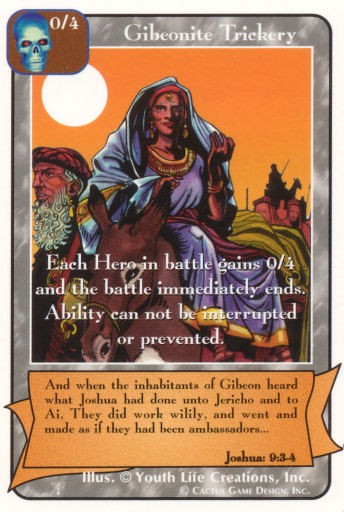 0/4
Gibeonite Trickery
Each Hero in battle gains 0/4
and the battle immediately ends.
Ability can not be interrupted
or prevented.
And when the inhabitants of Gibeon heard
what Joshua had done unto Jericho and to
Ai, They did work wilily, and went and
made as if they had been ambassadors...
Joshua: 9:3-4
Illus. © Youth Life Creations, Inc.
© Cactus Game Design, Inc.